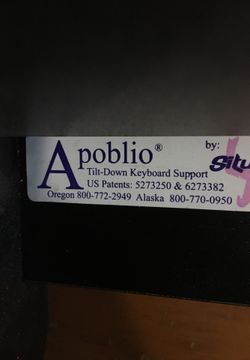 Apoblio® by:
Tilt-Down Keyboard Support
US Patents: 5273250 & 6273382
Oregon 800-772-2949 Alaska 800-770-0950